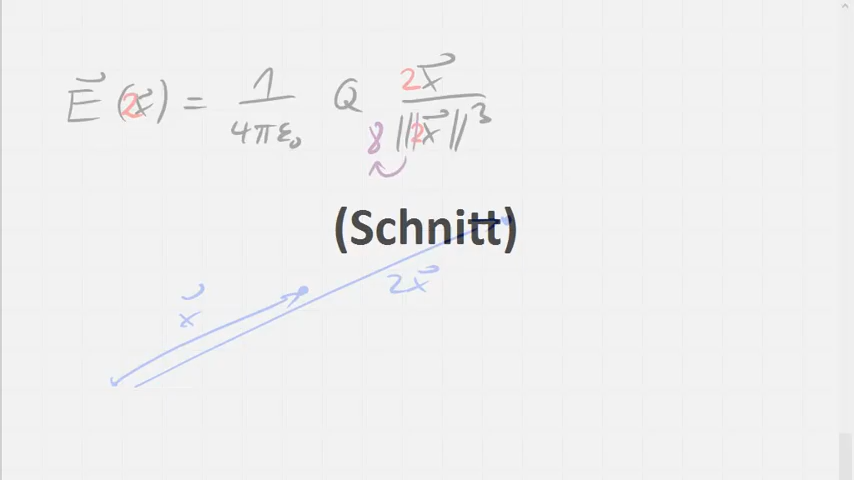 E⃗(2x⃗) = 1/(4πε₀) Q 2x⃗/(8 ||2x⃗||³)
(Schnitt)
2x⃗
x⃗